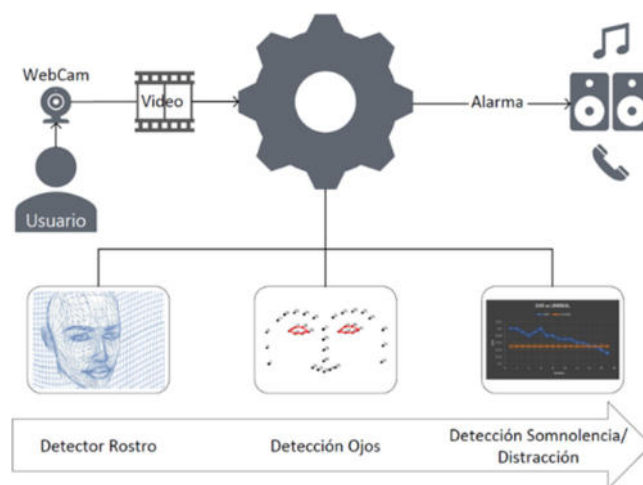 WebCam
Video
Alarma
Usuario
Detector Rostro
Detección Ojos
Detección Somnolencia/
Distracción